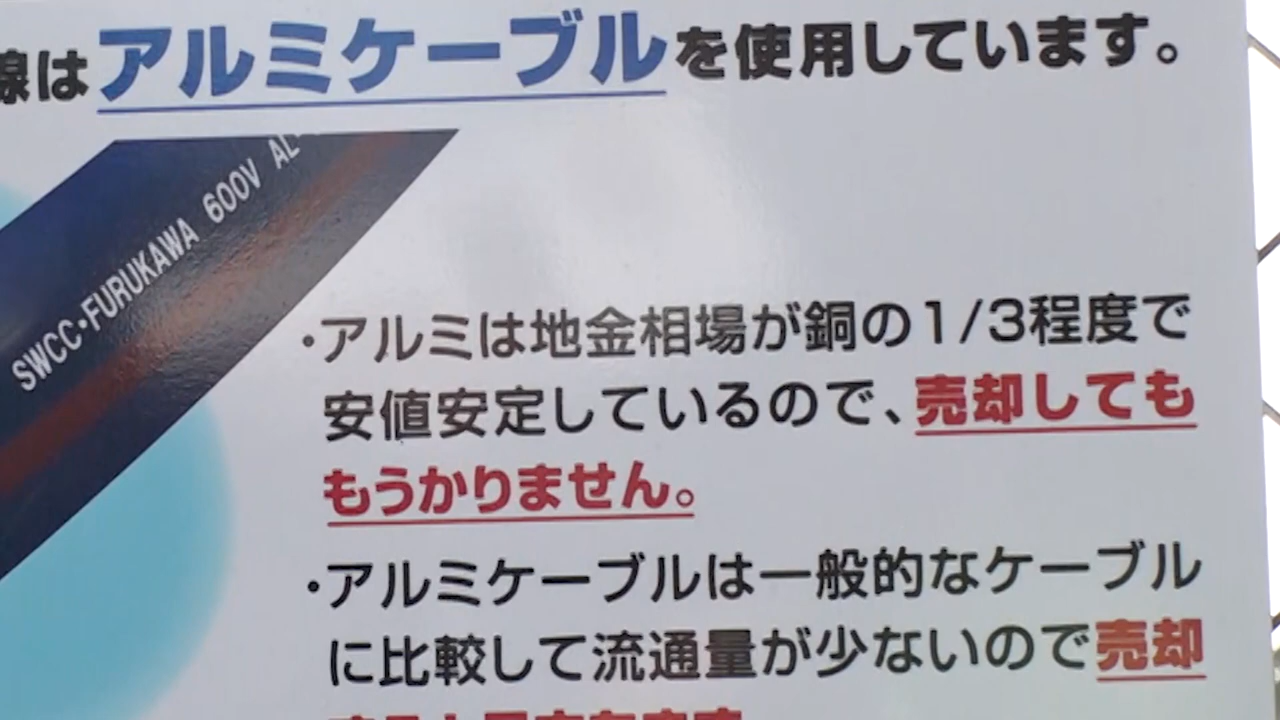 線はアルミケーブルを使用しています。
SWCC・FURUKAWA 600V AL
・アルミは地金相場が銅の1/3程度で
安値安定しているので、売却しても
もうかりません。
・アルミケーブルは一般的なケーブル
に比較して流通量が少ないので売却